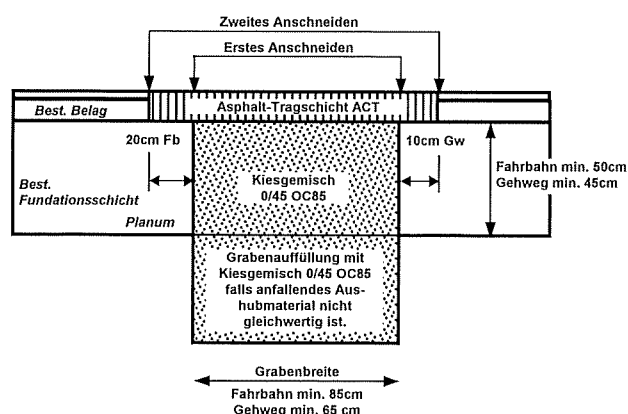 Zweites Anschneiden
Erstes Anschneiden
Best. Belag
Asphalt-Tragschicht ACT
20cm Fb
10cm Gw
Fahrbahn min. 50cm
Gehweg min. 45cm
Best.
Fundationsschicht
Kiesgemisch
0/45 OC85
Planum
Grabenauffüllung mit
Kiesgemisch 0/45 OC85
falls anfallendes Aus-
hubmaterial nicht
gleichwertig ist.
Grabenbreite
Fahrbahn min. 85cm
Gehweg min. 65 cm